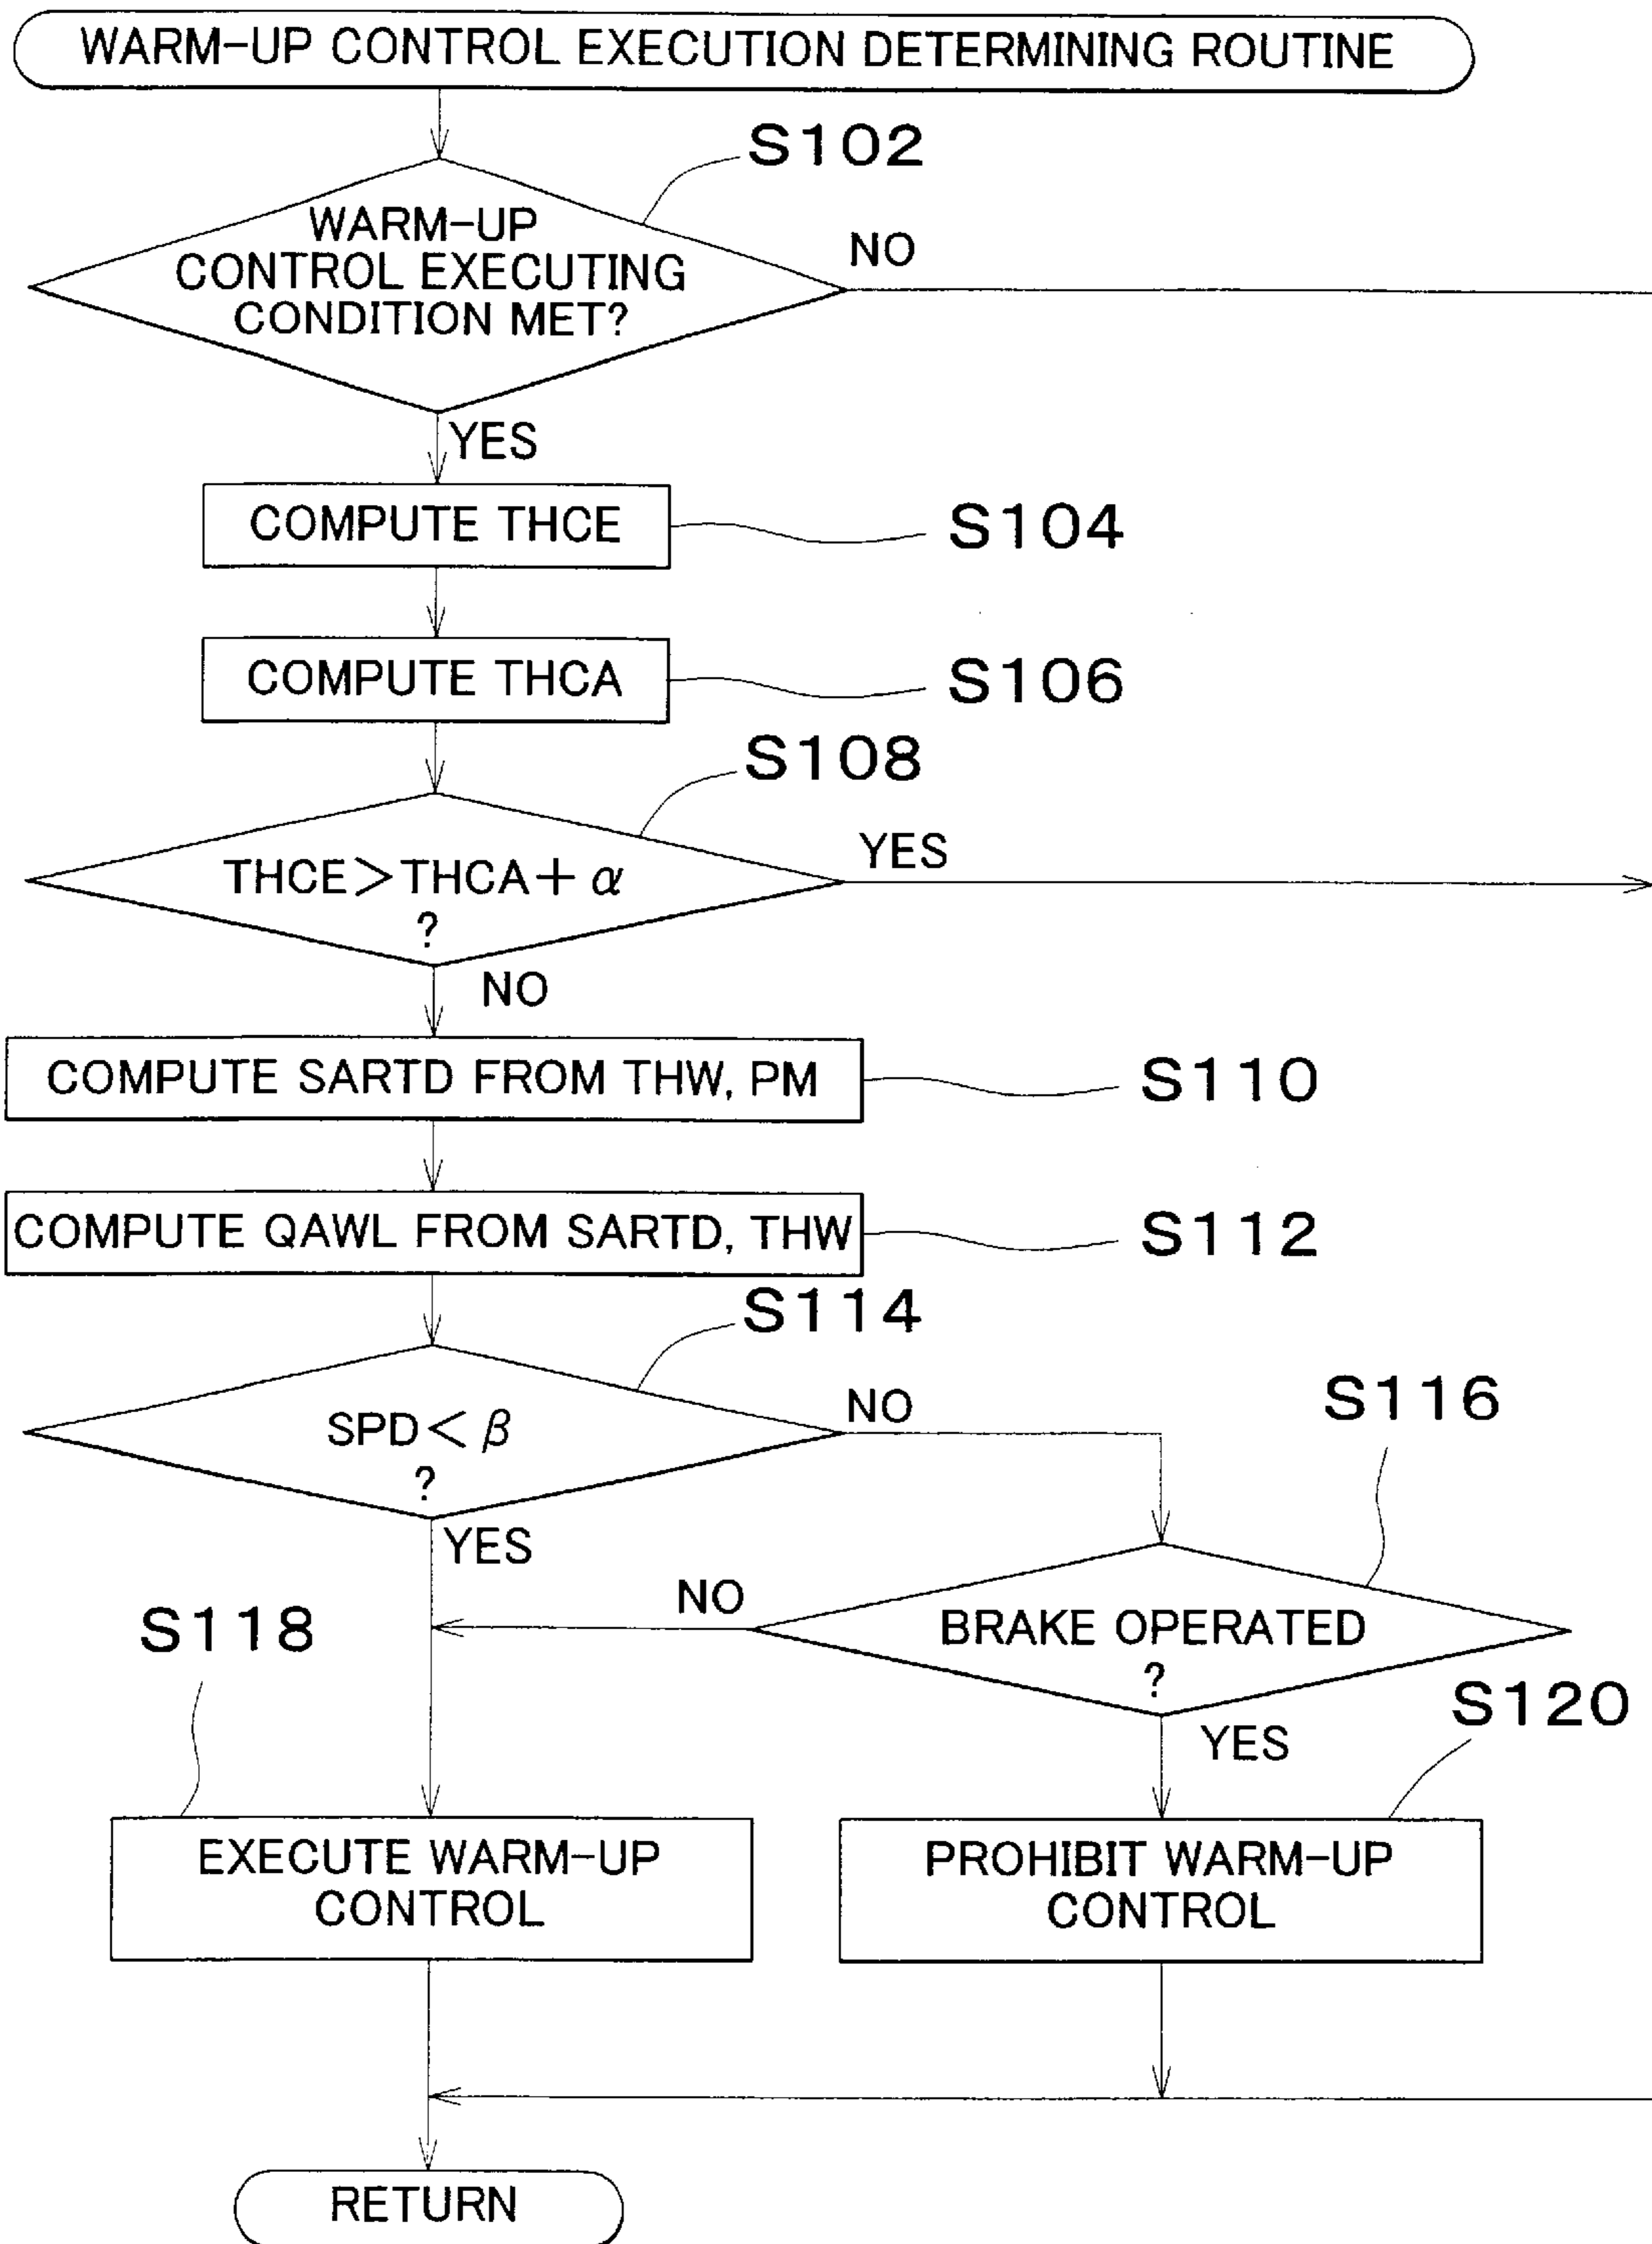 WARM-UP CONTROL EXECUTION DETERMINING ROUTINE
S102
WARM-UP
CONTROL EXECUTING
CONDITION MET?
NO
YES
COMPUTE THCE
S104
COMPUTE THCA
S106
S108
THCE>THCA+α
?
YES
NO
COMPUTE SARTD FROM THW, PM
S110
COMPUTE QAWL FROM SARTD, THW
S112
S114
SPD<β
?
NO
YES
S116
BRAKE OPERATED
?
NO
YES
S118
EXECUTE WARM-UP
CONTROL
S120
PROHIBIT WARM-UP
CONTROL
RETURN